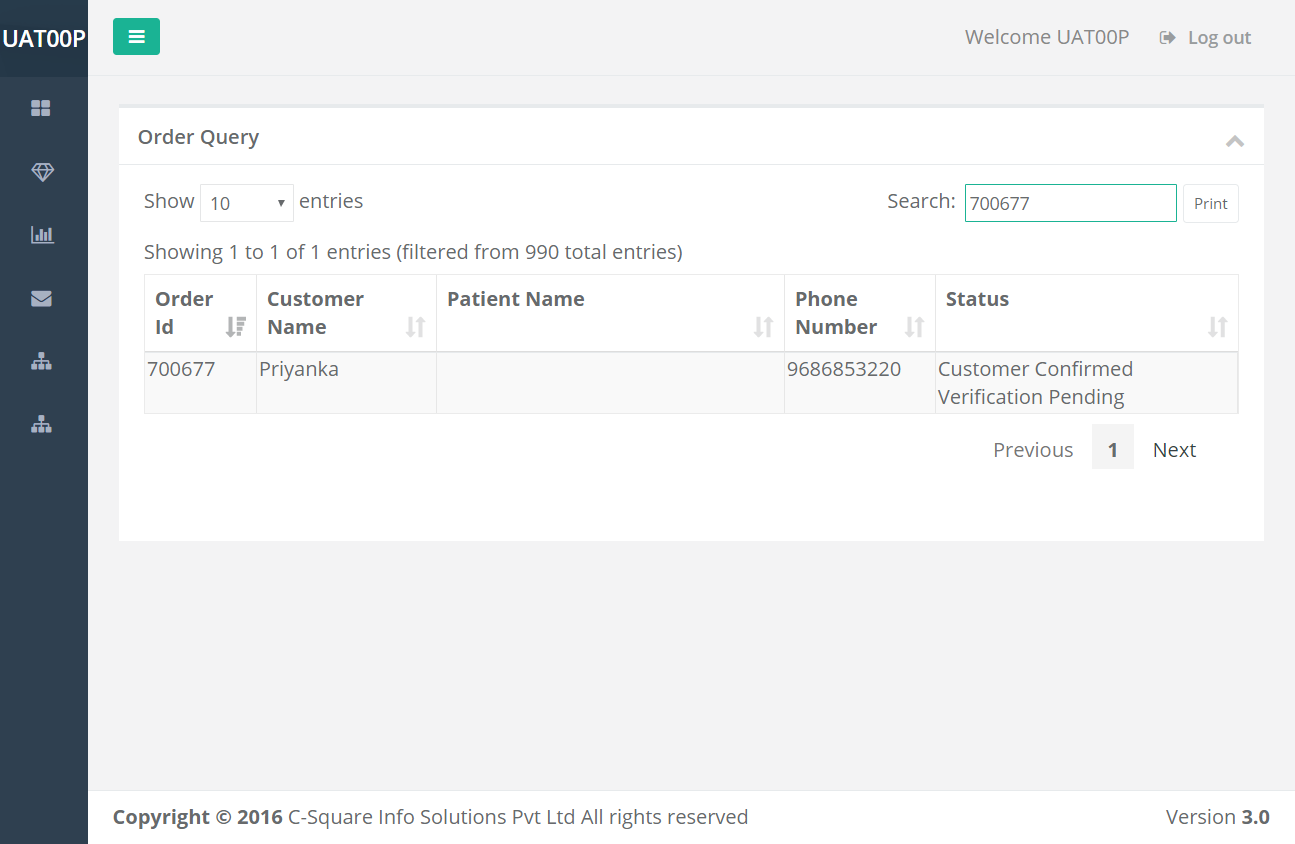 UAT00P
Welcome UAT00P Log out
Order Query
Show 10 entries Search: 700677 Print
Showing 1 to 1 of 1 entries (filtered from 990 total entries)
Order Id Customer Name Patient Name Phone Number Status
700677 Priyanka 9686853220 Customer Confirmed Verification Pending
Previous 1 Next
Copyright © 2016 C-Square Info Solutions Pvt Ltd All rights reserved Version 3.0